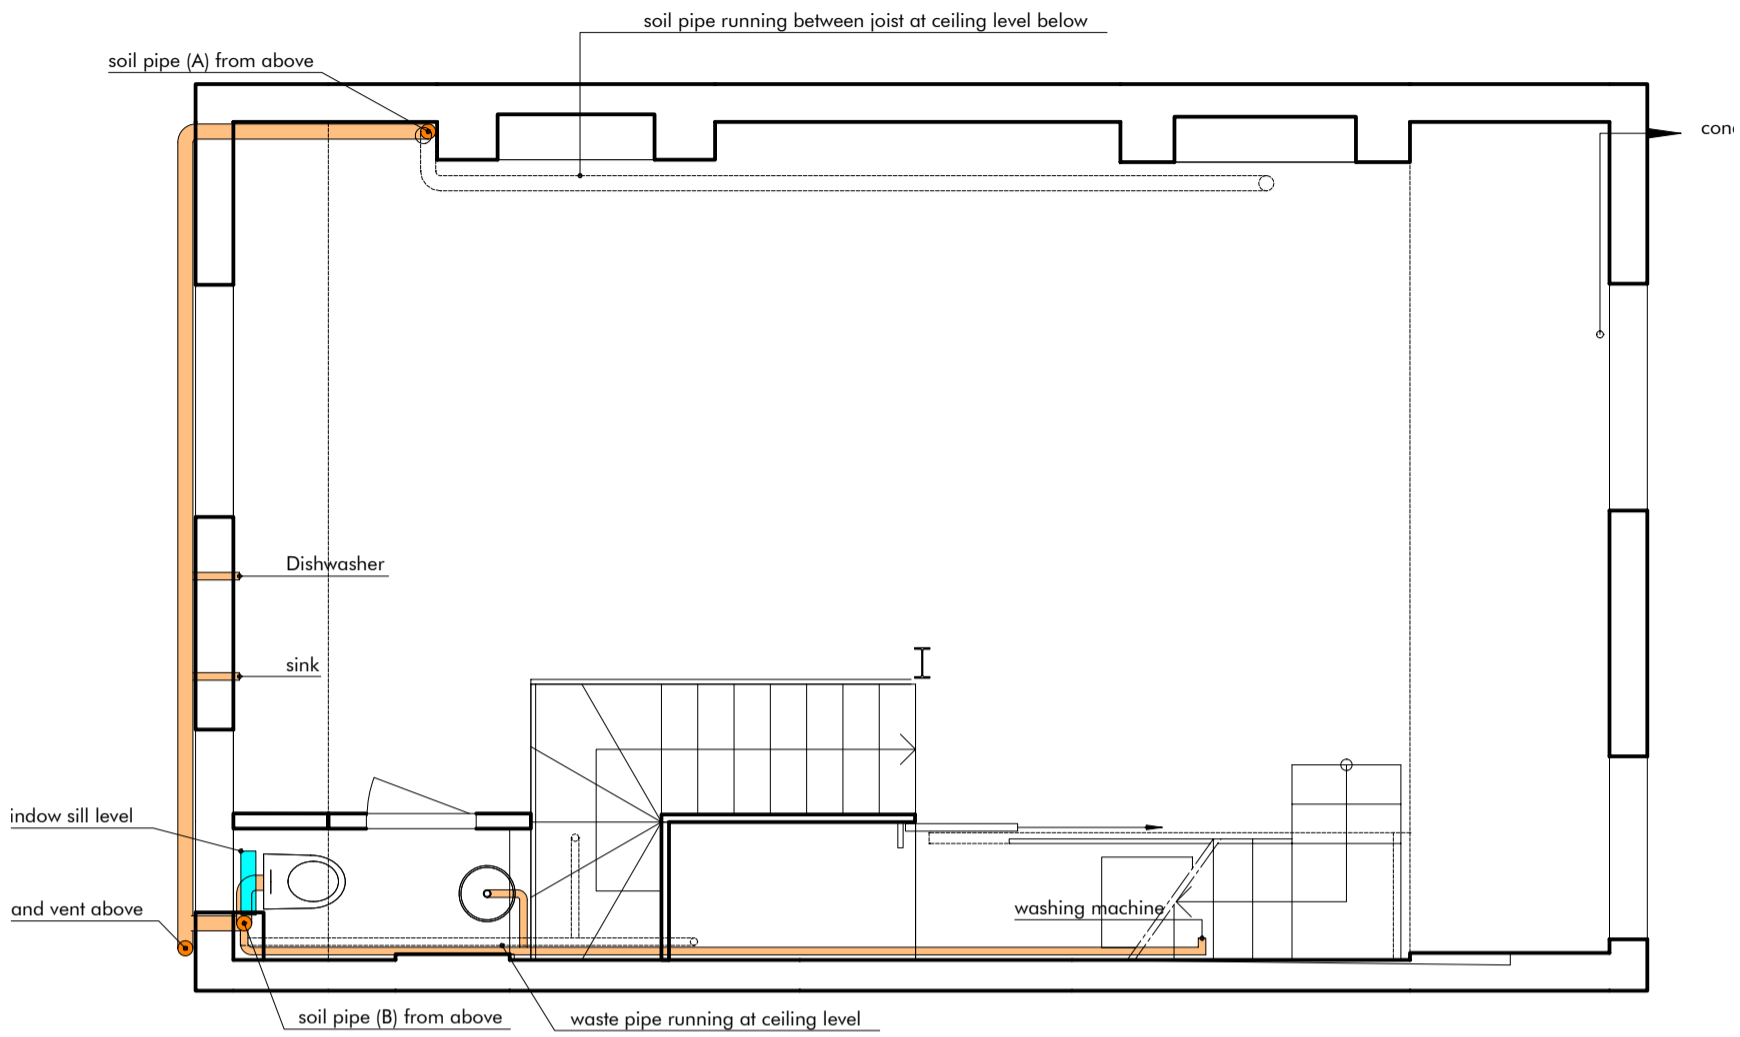 soil pipe running between joist at ceiling level below
soil pipe (A) from above
Dishwasher
sink
indow sill level
and vent above
washing machine
soil pipe (B) from above
waste pipe running at ceiling level